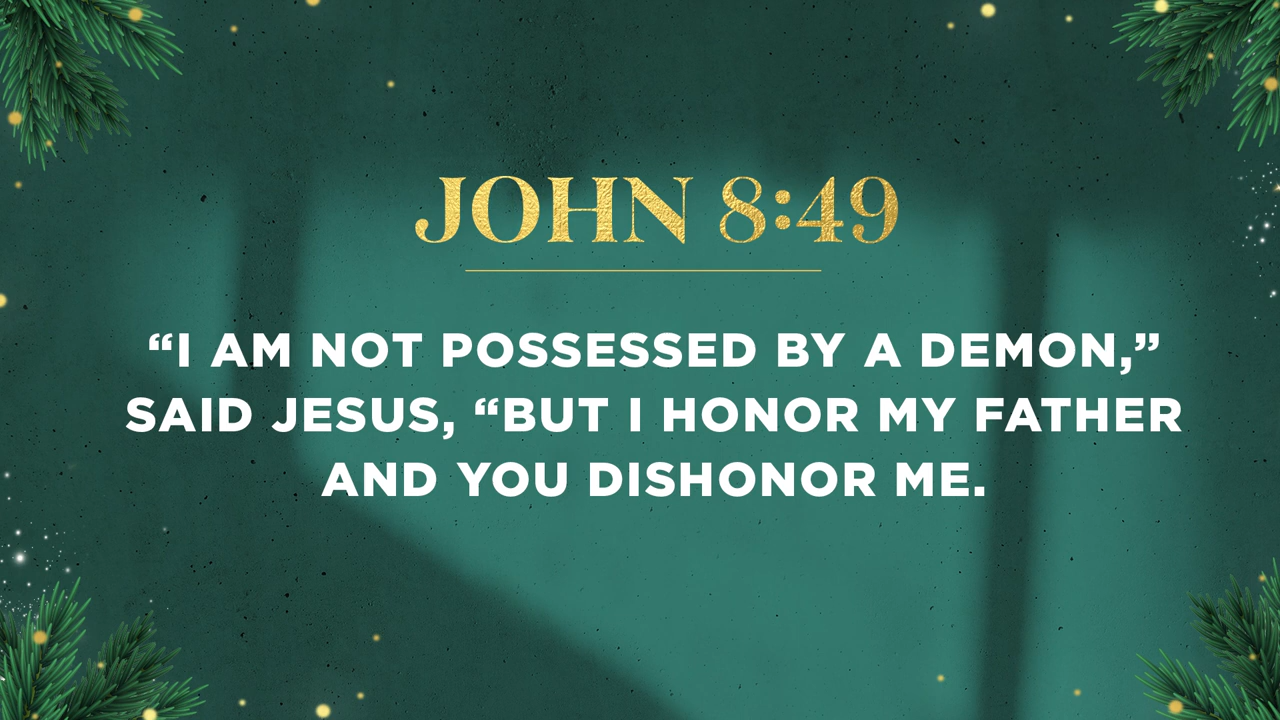 JOHN 8:49
“I AM NOT POSSESSED BY A DEMON,”
SAID JESUS, “BUT I HONOR MY FATHER
AND YOU DISHONOR ME.